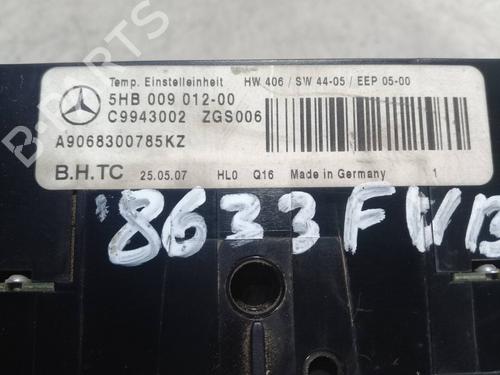 Temp. Einstelleinheit HW 406 / SW 44-05 / EEP 05-00
5HB 009 012-00
C9943002 ZGS006
A9068300785KZ
B.H.TC 25.05.07 HL0 Q16 Made in Germany 1
8633FVB
B-PARTS